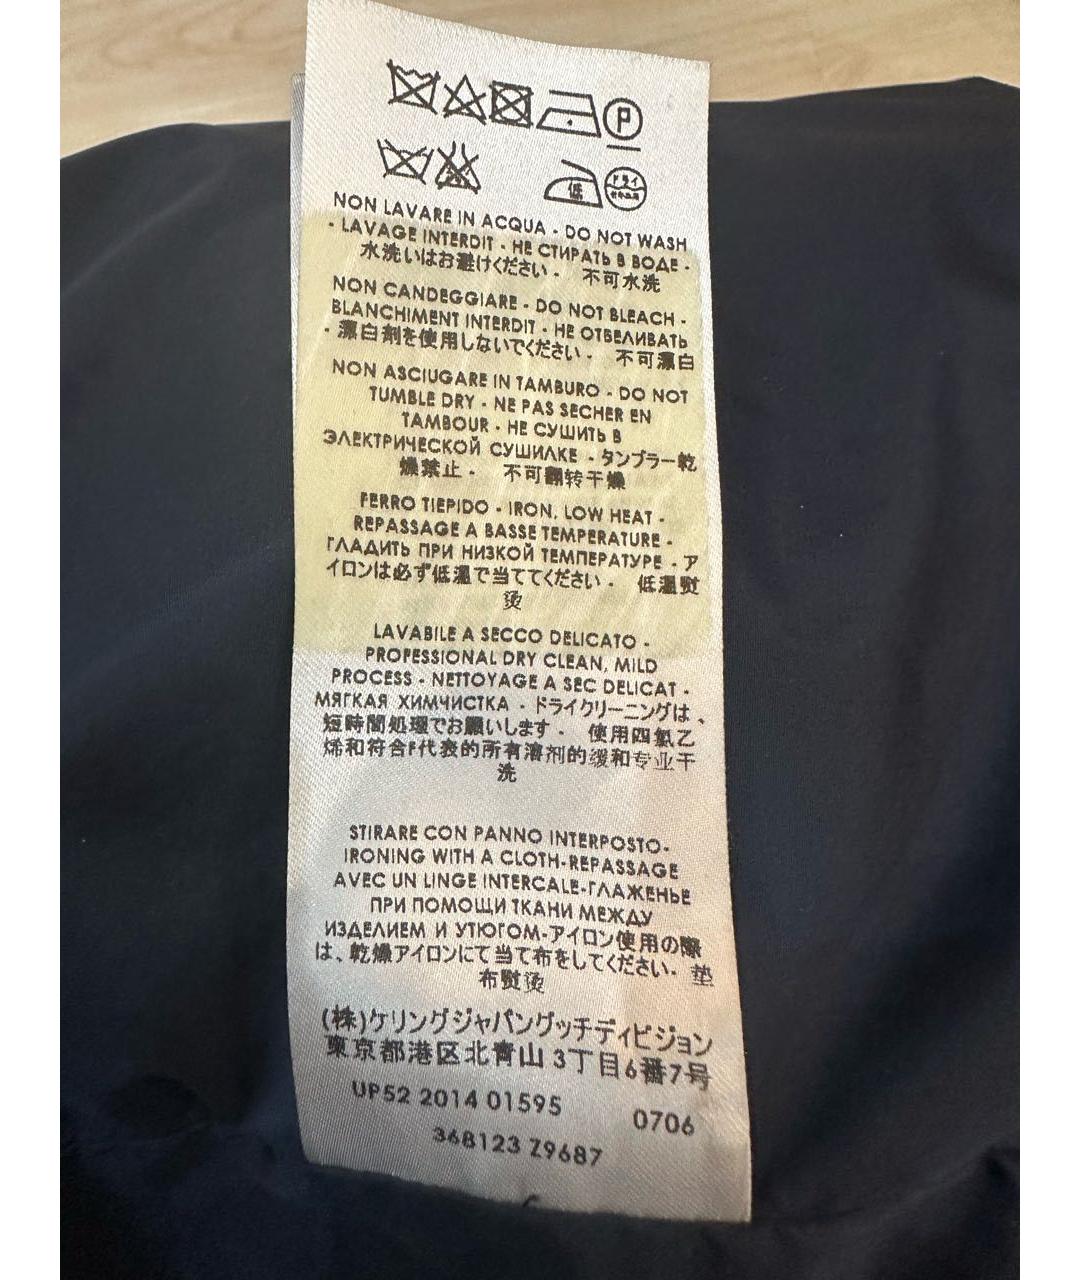 P
低
ドライ
NON LAVARE IN ACQUA - DO NOT WASH
- LAVAGE INTERDIT - НЕ СТИРАТЬ В ВОДЕ -
水洗いはお避けください - 不可水洗
NON CANDEGGIARE - DO NOT BLEACH -
BLANCHIMENT INTERDIT - НЕ ОТБЕЛИВАТЬ
- 漂白剤を使用しないでください - 不可漂白
NON ASCIUGARE IN TAMBURO - DO NOT
TUMBLE DRY - NE PAS SECHER EN
TAMBOUR - НЕ СУШИТЬ В
ЭЛЕКТРИЧЕСКОЙ СУШИЛКЕ - タンブラー乾
燥禁止 - 不可翻转干燥
FERRO TIEPIDO - IRON, LOW HEAT -
REPASSAGE A BASSE TEMPERATURE -
ГЛАДИТЬ ПРИ НИЗКОЙ ТЕМПЕРАТУРЕ - ア
イロンは必ず低温で当ててください - 低温熨
烫
LAVABILE A SECCO DELICATO -
PROFESSIONAL DRY CLEAN, MILD
PROCESS - NETTOYAGE A SEC DELICAT -
МЯГКАЯ ХИМЧИСТКА - ドライクリーニングは、
短時間処理でお願いします - 使用四氯乙
烯和符合F代表的所有溶剂的缓和专业干
洗
STIRARE CON PANNO INTERPOSTO-
IRONING WITH A CLOTH-REPASSAGE
AVEC UN LINGE INTERCALE-ГЛАЖЕНЬЕ
ПРИ ПОМОЩИ ТКАНИ МЕЖДУ
ИЗДЕЛИЕМ И УТЮГОМ-アイロン使用の際
は、乾燥アイロンにて当て布をしてください- 垫
布熨烫
(株)ケリングジャパングッチディビジョン
東京都港区北青山 3丁目6番7号
UP52 2014 01595 0706
368123 Z9687